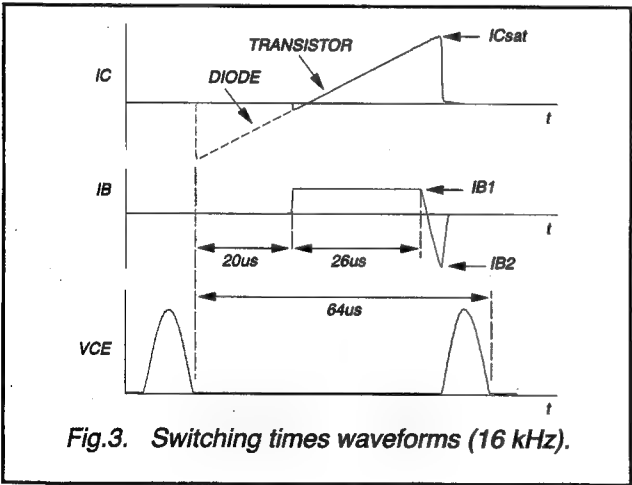 ICsat
TRANSISTOR
IC
DIODE
t
IB
IB1
t
20us
26us
IB2
64us
VCE
t
Fig.3. Switching times waveforms (16 kHz).